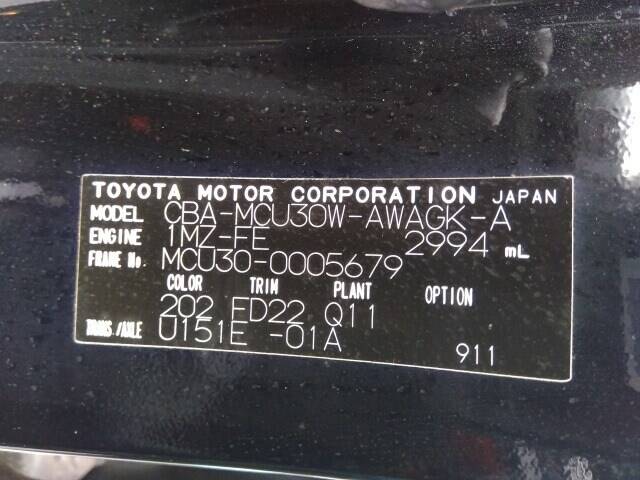 TOYOTA MOTOR CORPORATION JAPAN
MODEL CBA-MCU30W-AWAGK-A
ENGINE 1MZ-FE 2994 mL
FRAME No. MCU30-0005679
COLOR TRIM PLANT OPTION
202 FD22 Q11
TRANS./AXLE U151E -01A
911